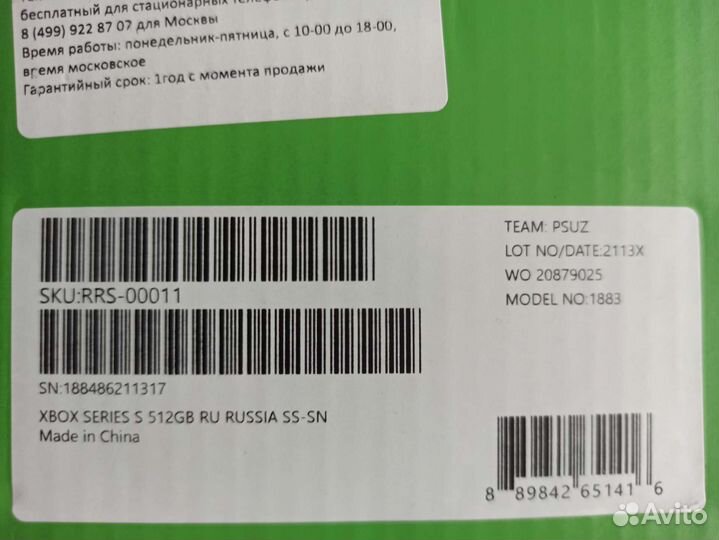 бесплатный для стационарных
8 (499) 922 87 07 для Москвы
Время работы: понедельник-пятница, с 10-00 до 18-00,
время московское
Гарантийный срок: 1год с момента продажи
SKU:RRS-00011
SN:188486211317
XBOX SERIES S 512GB RU RUSSIA SS-SN
Made in China
TEAM: PSUZ
LOT NO/DATE:2113X
WO 20879025
MODEL NO:1883
8 89842 65141 6
Avito